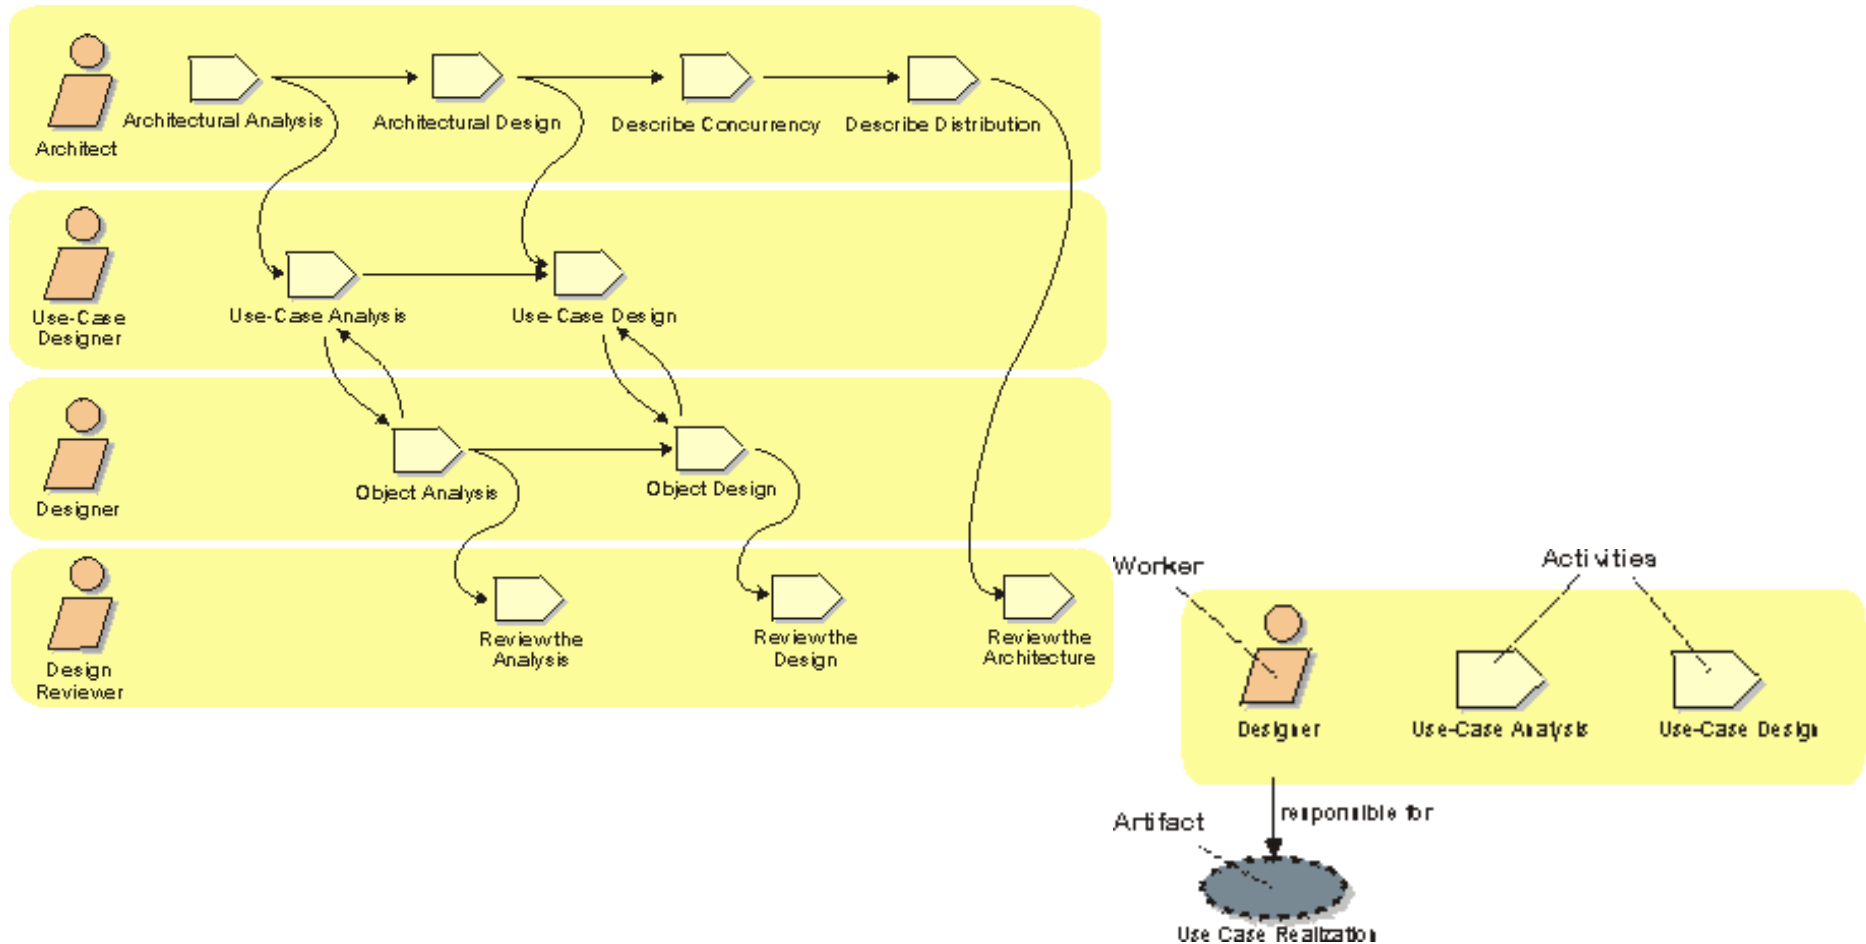 Architectural Analysis
Architectural Design
Describe Concurrency
Describe Distribution
Architect
Use-Case
Designer
Use-Case Analysis
Use-Case Design
Designer
Object Analysis
Object Design
Design
Reviewer
Review the
Analysis
Review the
Design
Review the
Architecture
Worker
Activities
Designer
Use-Case Analysis
Use-Case Design
responsible for
Artifact
Use Case Realization